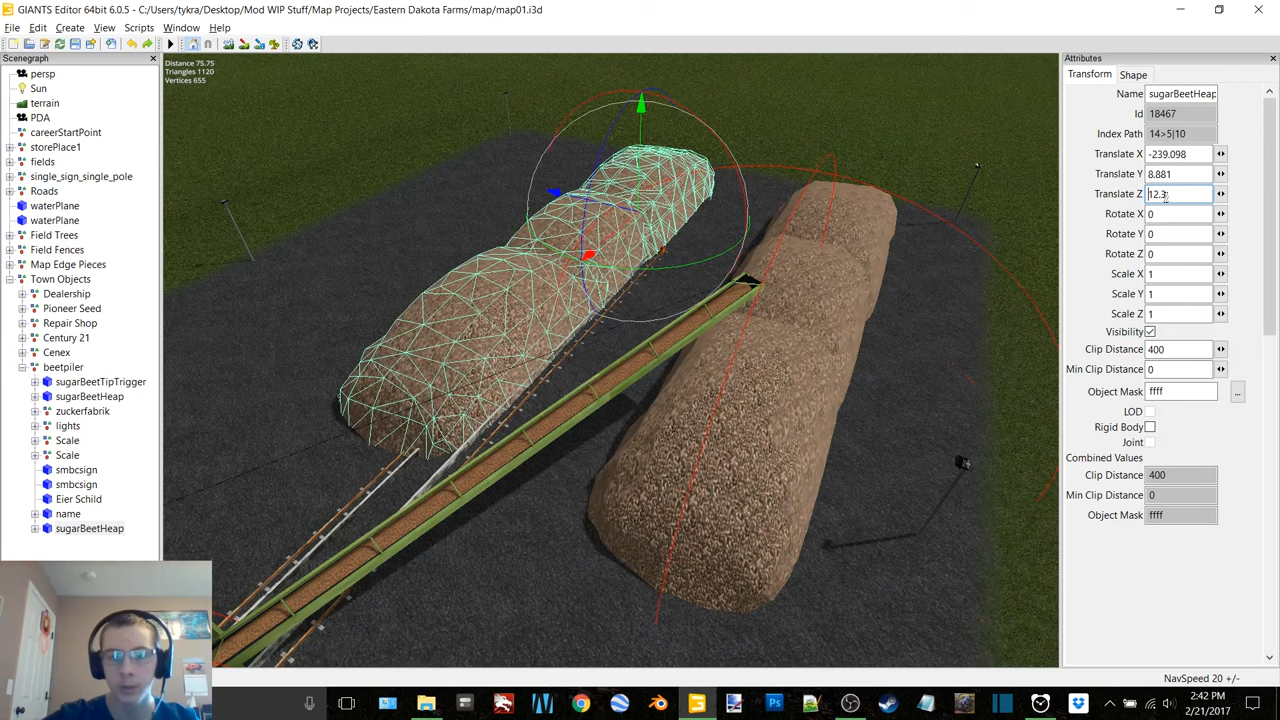 GIANTS Editor 64bit 6.0.5 - C:/Users/tykra/Desktop/Mod WIP Stuff/Map Projects/Eastern Dakota Farms/map/map01.i3d
File Edit Create View Scripts Window Help
Scenegraph
persp
Sun
terrain
PDA
careerStartPoint
storePlace1
fields
single_sign_single_pole
Roads
waterPlane
waterPlane
Field Trees
Field Fences
Map Edge Pieces
Town Objects
Dealership
Pioneer Seed
Repair Shop
Century 21
Cenex
beetpiler
sugarBeetTipTrigger
sugarBeetHeap
zuckerfabrik
lights
Scale
Scale
smbcsign
smbcsign
Eier Schild
name
sugarBeetHeap
Distance 75.75
Triangles 1120
Vertices 655
Attributes
Transform Shape
Name sugarBeetHeap
Id 18467
Index Path 14>5|10
Translate X -239.098
Translate Y 8.881
Translate Z 12.3
Rotate X 0
Rotate Y 0
Rotate Z 0
Scale X 1
Scale Y 1
Scale Z 1
Visibility
Clip Distance 400
Min Clip Distance 0
Object Mask ffff ...
LOD
Rigid Body
Joint
Combined Values
Clip Distance 400
Min Clip Distance 0
Object Mask ffff
NavSpeed 20 +/-
2:42 PM
2/21/2017